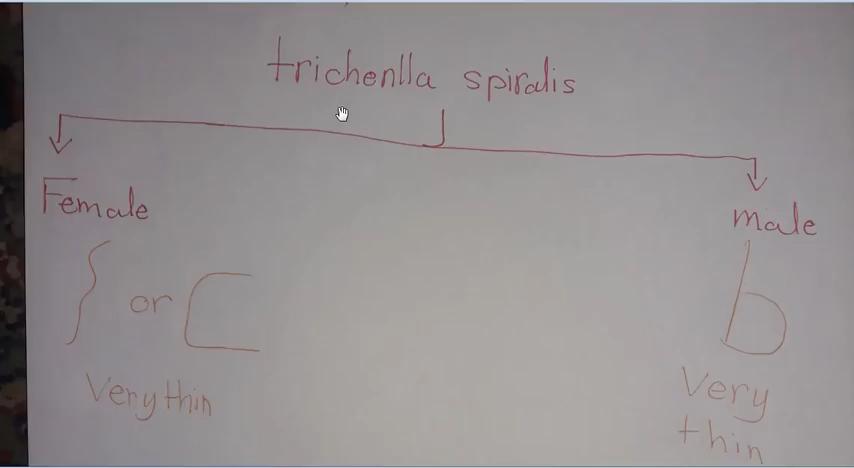 trichenlla spiralis
Female
male
} or C
b
Very thin
Very
thin